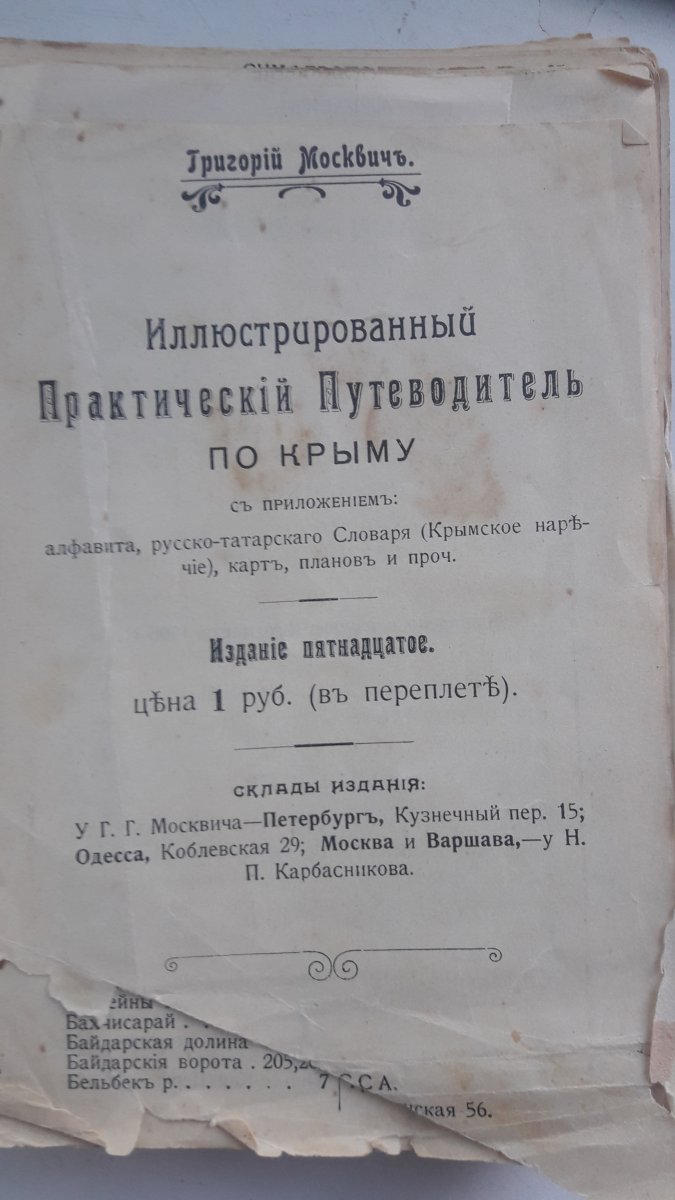 Григорій Москвичъ.
Иллюстрированный
Практическій Путеводитель
ПО КРЫМУ
СЪ ПРИЛОЖЕНІЕМЪ:
алфавита, русско-татарскаго Словаря (Крымское нарѣ-
чіе), картъ, плановъ и проч.
Изданіе пятнадцатое.
цѣна 1 руб. (въ переплетѣ).
СКЛАДЫ ИЗДАНІЯ:
У Г. Г. Москвича—Петербургъ, Кузнечный пер. 15;
Одесса, Коблевская 29; Москва и Варшава,—у Н.
П. Карбасникова.
Бахчисарай . .
Байдарская долина
Байдарскія ворота . 205,
Бельбекъ р. . . . . . . 7 ССА.
ская 56.